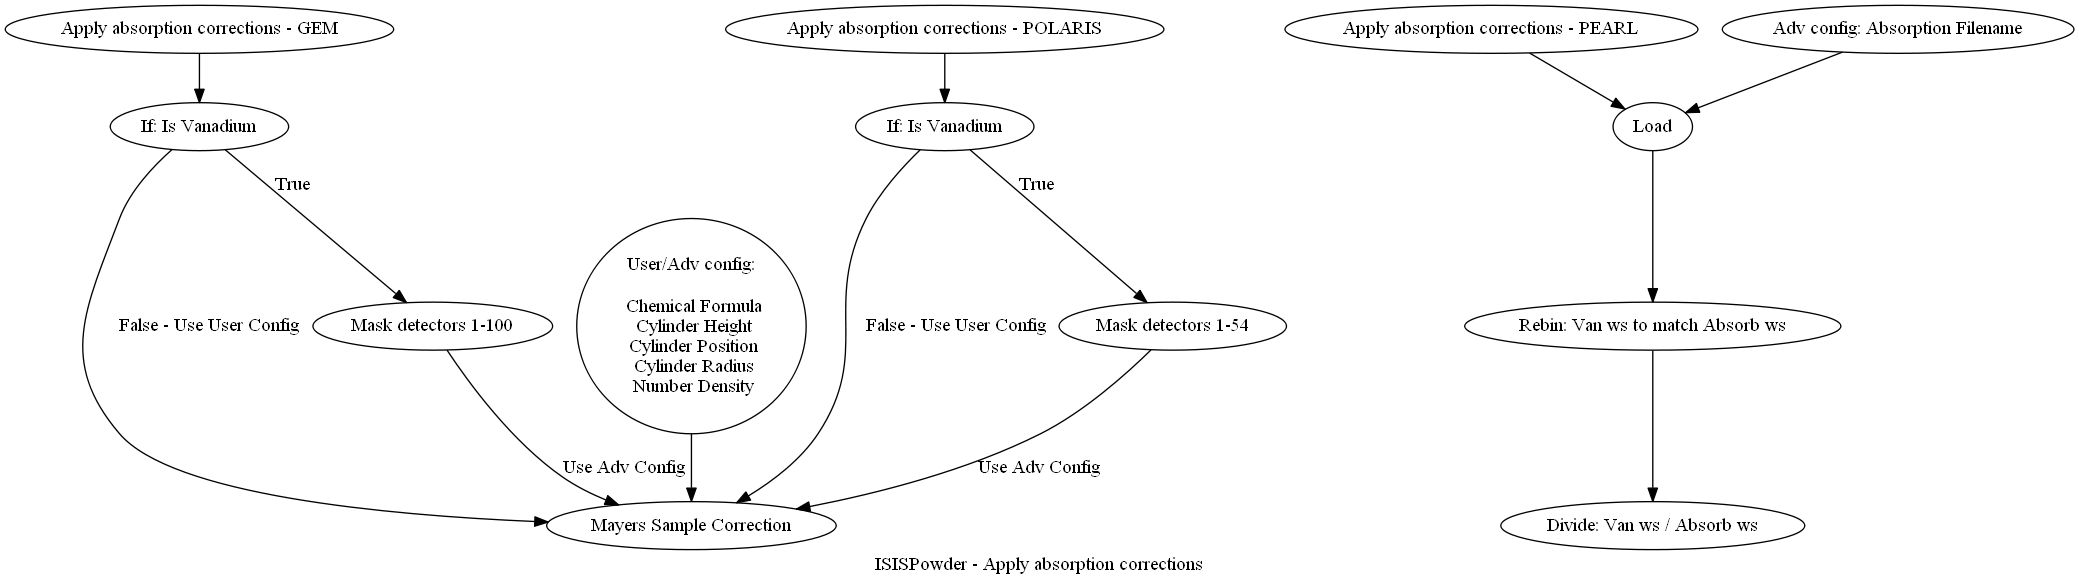 Apply absorption corrections - GEM
Apply absorption corrections - POLARIS
Apply absorption corrections - PEARL
Adv config: Absorption Filename
If: Is Vanadium
If: Is Vanadium
Load
True
True
User/Adv config:
Chemical Formula
Cylinder Height
Cylinder Position
Cylinder Radius
Number Density
False - Use User Config
Mask detectors 1-100
False - Use User Config
Mask detectors 1-54
Rebin: Van ws to match Absorb ws
Use Adv Config
Use Adv Config
Mayers Sample Correction
Divide: Van ws / Absorb ws
ISISPowder - Apply absorption corrections